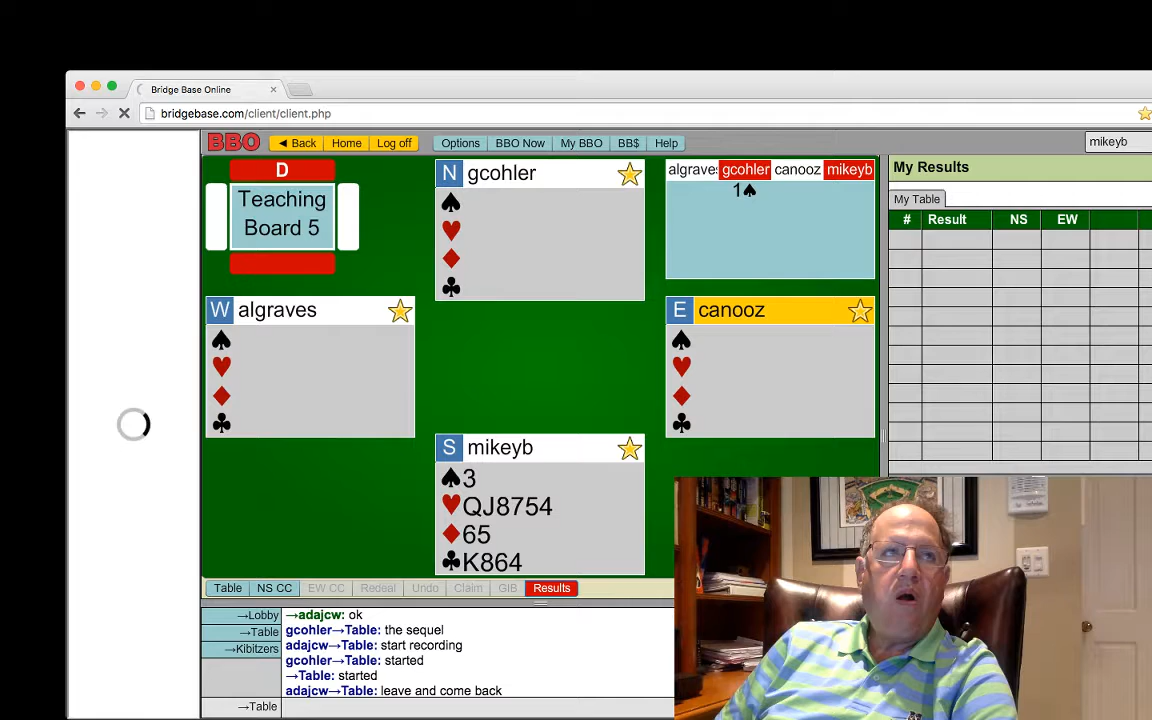 Bridge Base Online
bridgebase.com/client/client.php
BBO ◄ Back Home Log off Options BBO Now My BBO BB$ Help mikeyb
D
Teaching
Board 5
N gcohler
♠
♥
♦
♣
algraves gcohler canooz mikeyb
1♠
My Results
My Table
# Result NS EW
W algraves
♠
♥
♦
♣
E canooz
♠
♥
♦
♣
S mikeyb
♠3
♥QJ8754
♦65
♣K864
Table NS CC EW CC Redeal Undo Claim GIB Results
→Lobby
→Table
→Kibitzers
→adajcw: ok
gcohler→Table: the sequel
adajcw→Table: start recording
gcohler→Table: started
→Table: started
adajcw→Table: leave and come back
→Table